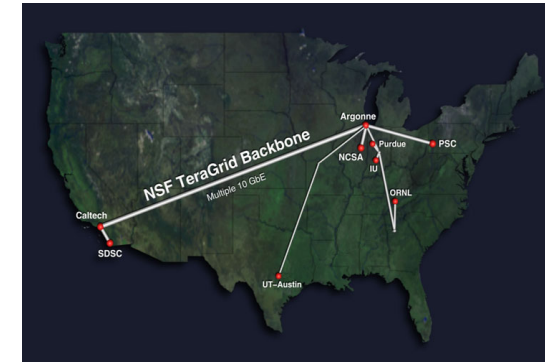 Argonne
Purdue
PSC
NCSA
IU
NSF TeraGrid Backbone
Multiple 10 GbE
ORNL
Caltech
SDSC
UT-Austin